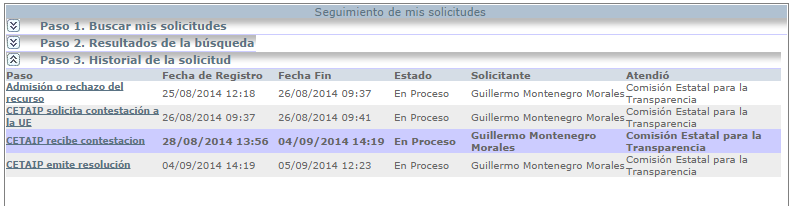 Seguimiento de mis solicitudes
Paso 1. Buscar mis solicitudes
Paso 2. Resultados de la búsqueda
Paso 3. Historial de la solicitud
Paso Fecha de Registro Fecha Fin Estado Solicitante Atendió
Admisión o rechazo del recurso 25/08/2014 12:18 26/08/2014 09:37 En Proceso Guillermo Montenegro Morales Comisión Estatal para la Transparencia
CETAIP solicita contestación a la UE 26/08/2014 09:37 26/08/2014 09:41 En Proceso Guillermo Montenegro Morales Comisión Estatal para la Transparencia
CETAIP recibe contestacion 28/08/2014 13:56 04/09/2014 14:19 En Proceso Guillermo Montenegro Morales Comisión Estatal para la Transparencia
CETAIP emite resolución 04/09/2014 14:19 05/09/2014 12:23 En Proceso Guillermo Montenegro Morales Comisión Estatal para la Transparencia